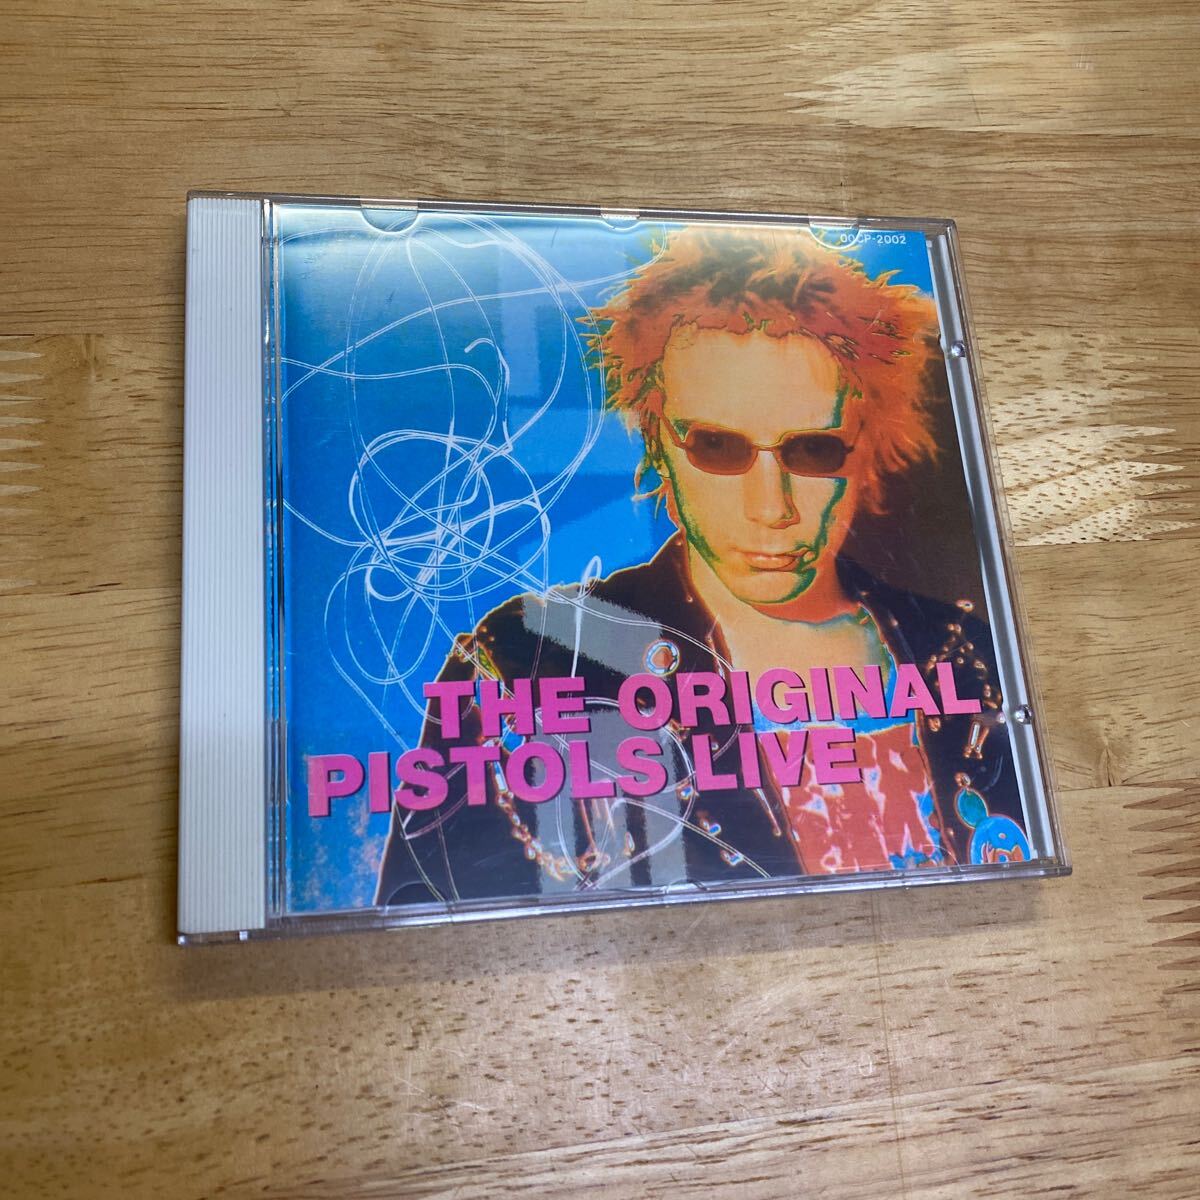 00CP-2002
THE ORIGINAL
PISTOLS LIVE